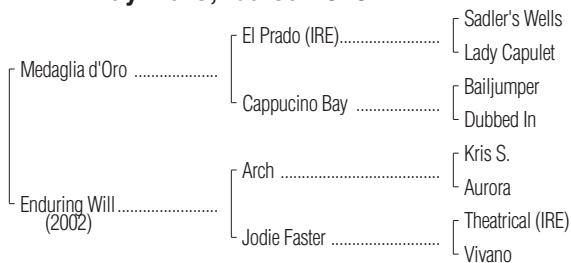 Sadler's Wells
El Prado (IRE)
Lady Capulet
Medaglia d'Oro
Bailjumper
Cappucino Bay
Dubbed In
Kris S.
Arch
Aurora
Enduring Will
(2002)
Theatrical (IRE)
Jodie Faster
Vivano